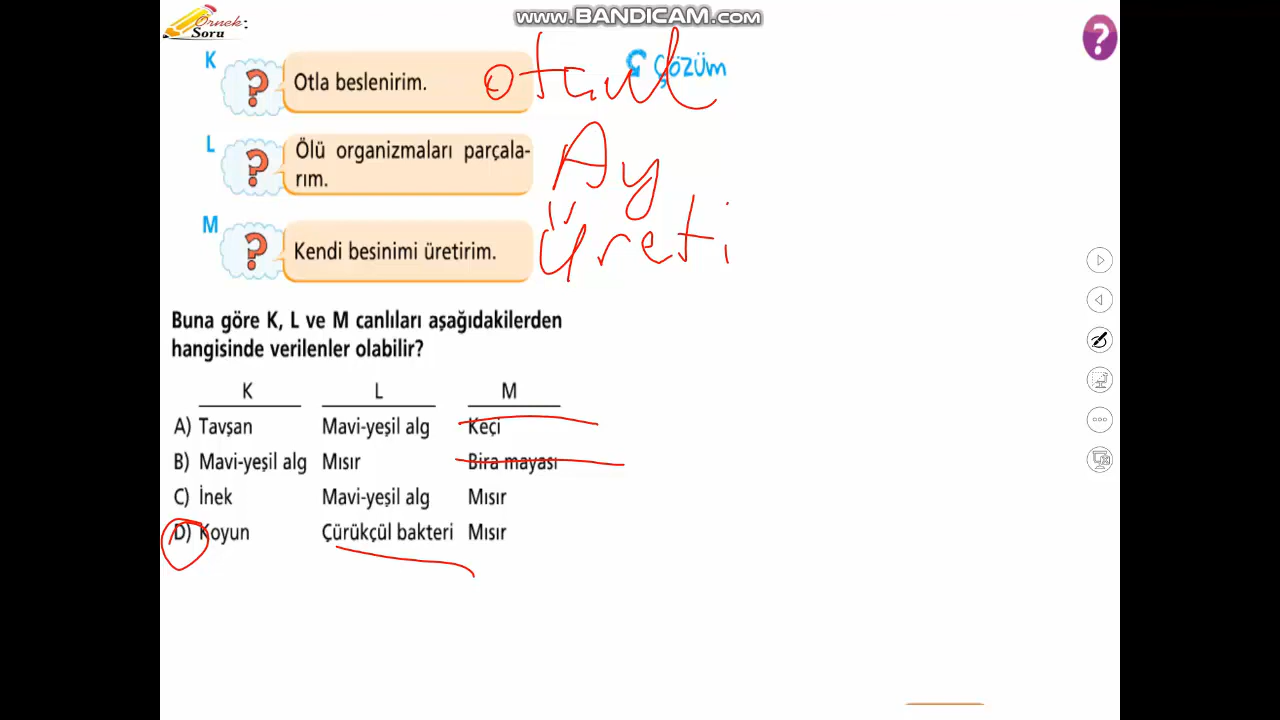 www.BANDICAM.com
Örnek
Soru :
?
K
? Otla beslenirim. otçul
Çözüm
L
? Ölü organizmaları parçala-
rım. Ay
M
? Kendi besinimi üretirim. Üreti
Buna göre K, L ve M canlıları aşağıdakilerden
hangisinde verilenler olabilir?
K L M
A) Tavşan Mavi-yeşil alg Keçi
B) Mavi-yeşil alg Mısır Bira mayası
C) İnek Mavi-yeşil alg Mısır
D) Koyun Çürükçül bakteri Mısır